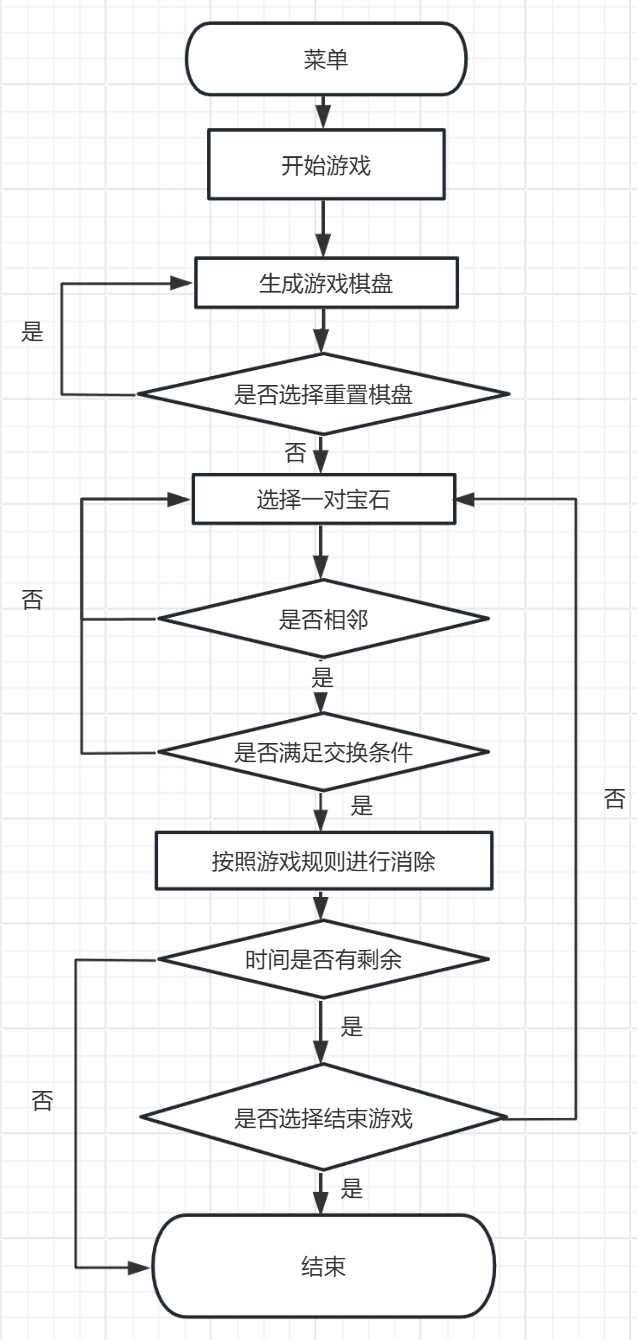 菜单
开始游戏
生成游戏棋盘
是
是否选择重置棋盘
否
选择一对宝石
否
是否相邻
是
是否满足交换条件
否
是
按照游戏规则进行消除
时间是否有剩余
是
否
是否选择结束游戏
是
结束